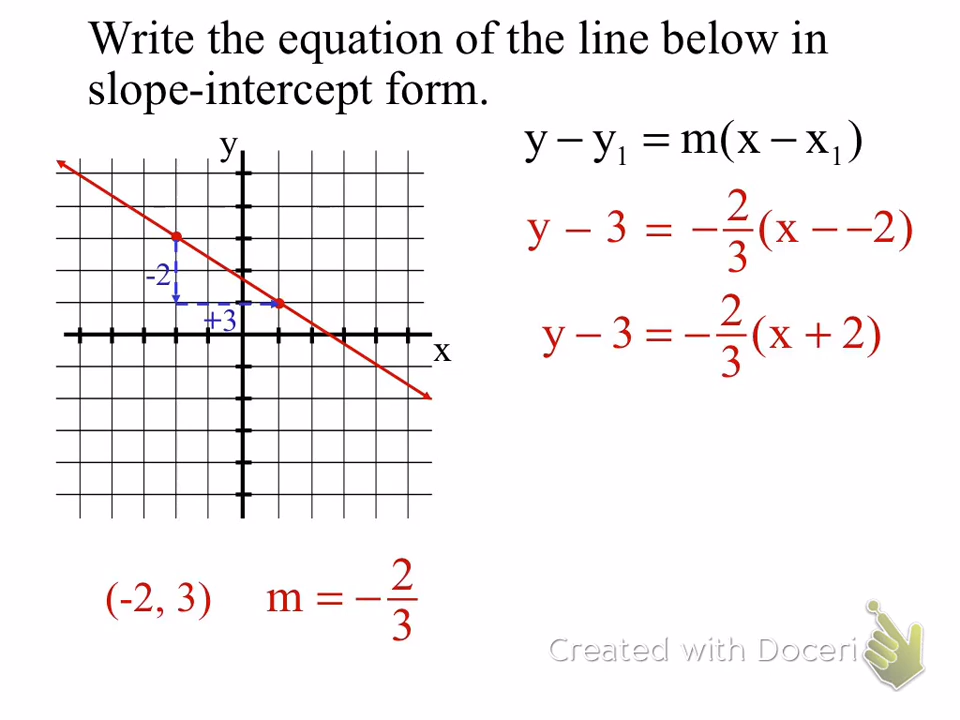 Write the equation of the line below in
slope-intercept form.
y
-2
+3
x
y − y₁ = m(x − x₁)
y − 3 = −2/3(x − −2)
y − 3 = −2/3(x + 2)
(-2, 3) m = −2/3
Created with Doceri